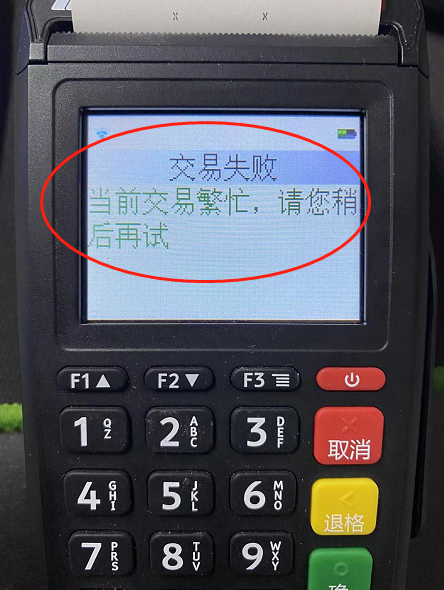 交易失败
当前交易繁忙，请您稍
后再试
F1▲ F2▼ F3
1 QZ 2 ABC 3 DEF 取消
4 GHI 5 JKL 6 MNO 退格
7 PRS 8 TUV 9 WXY